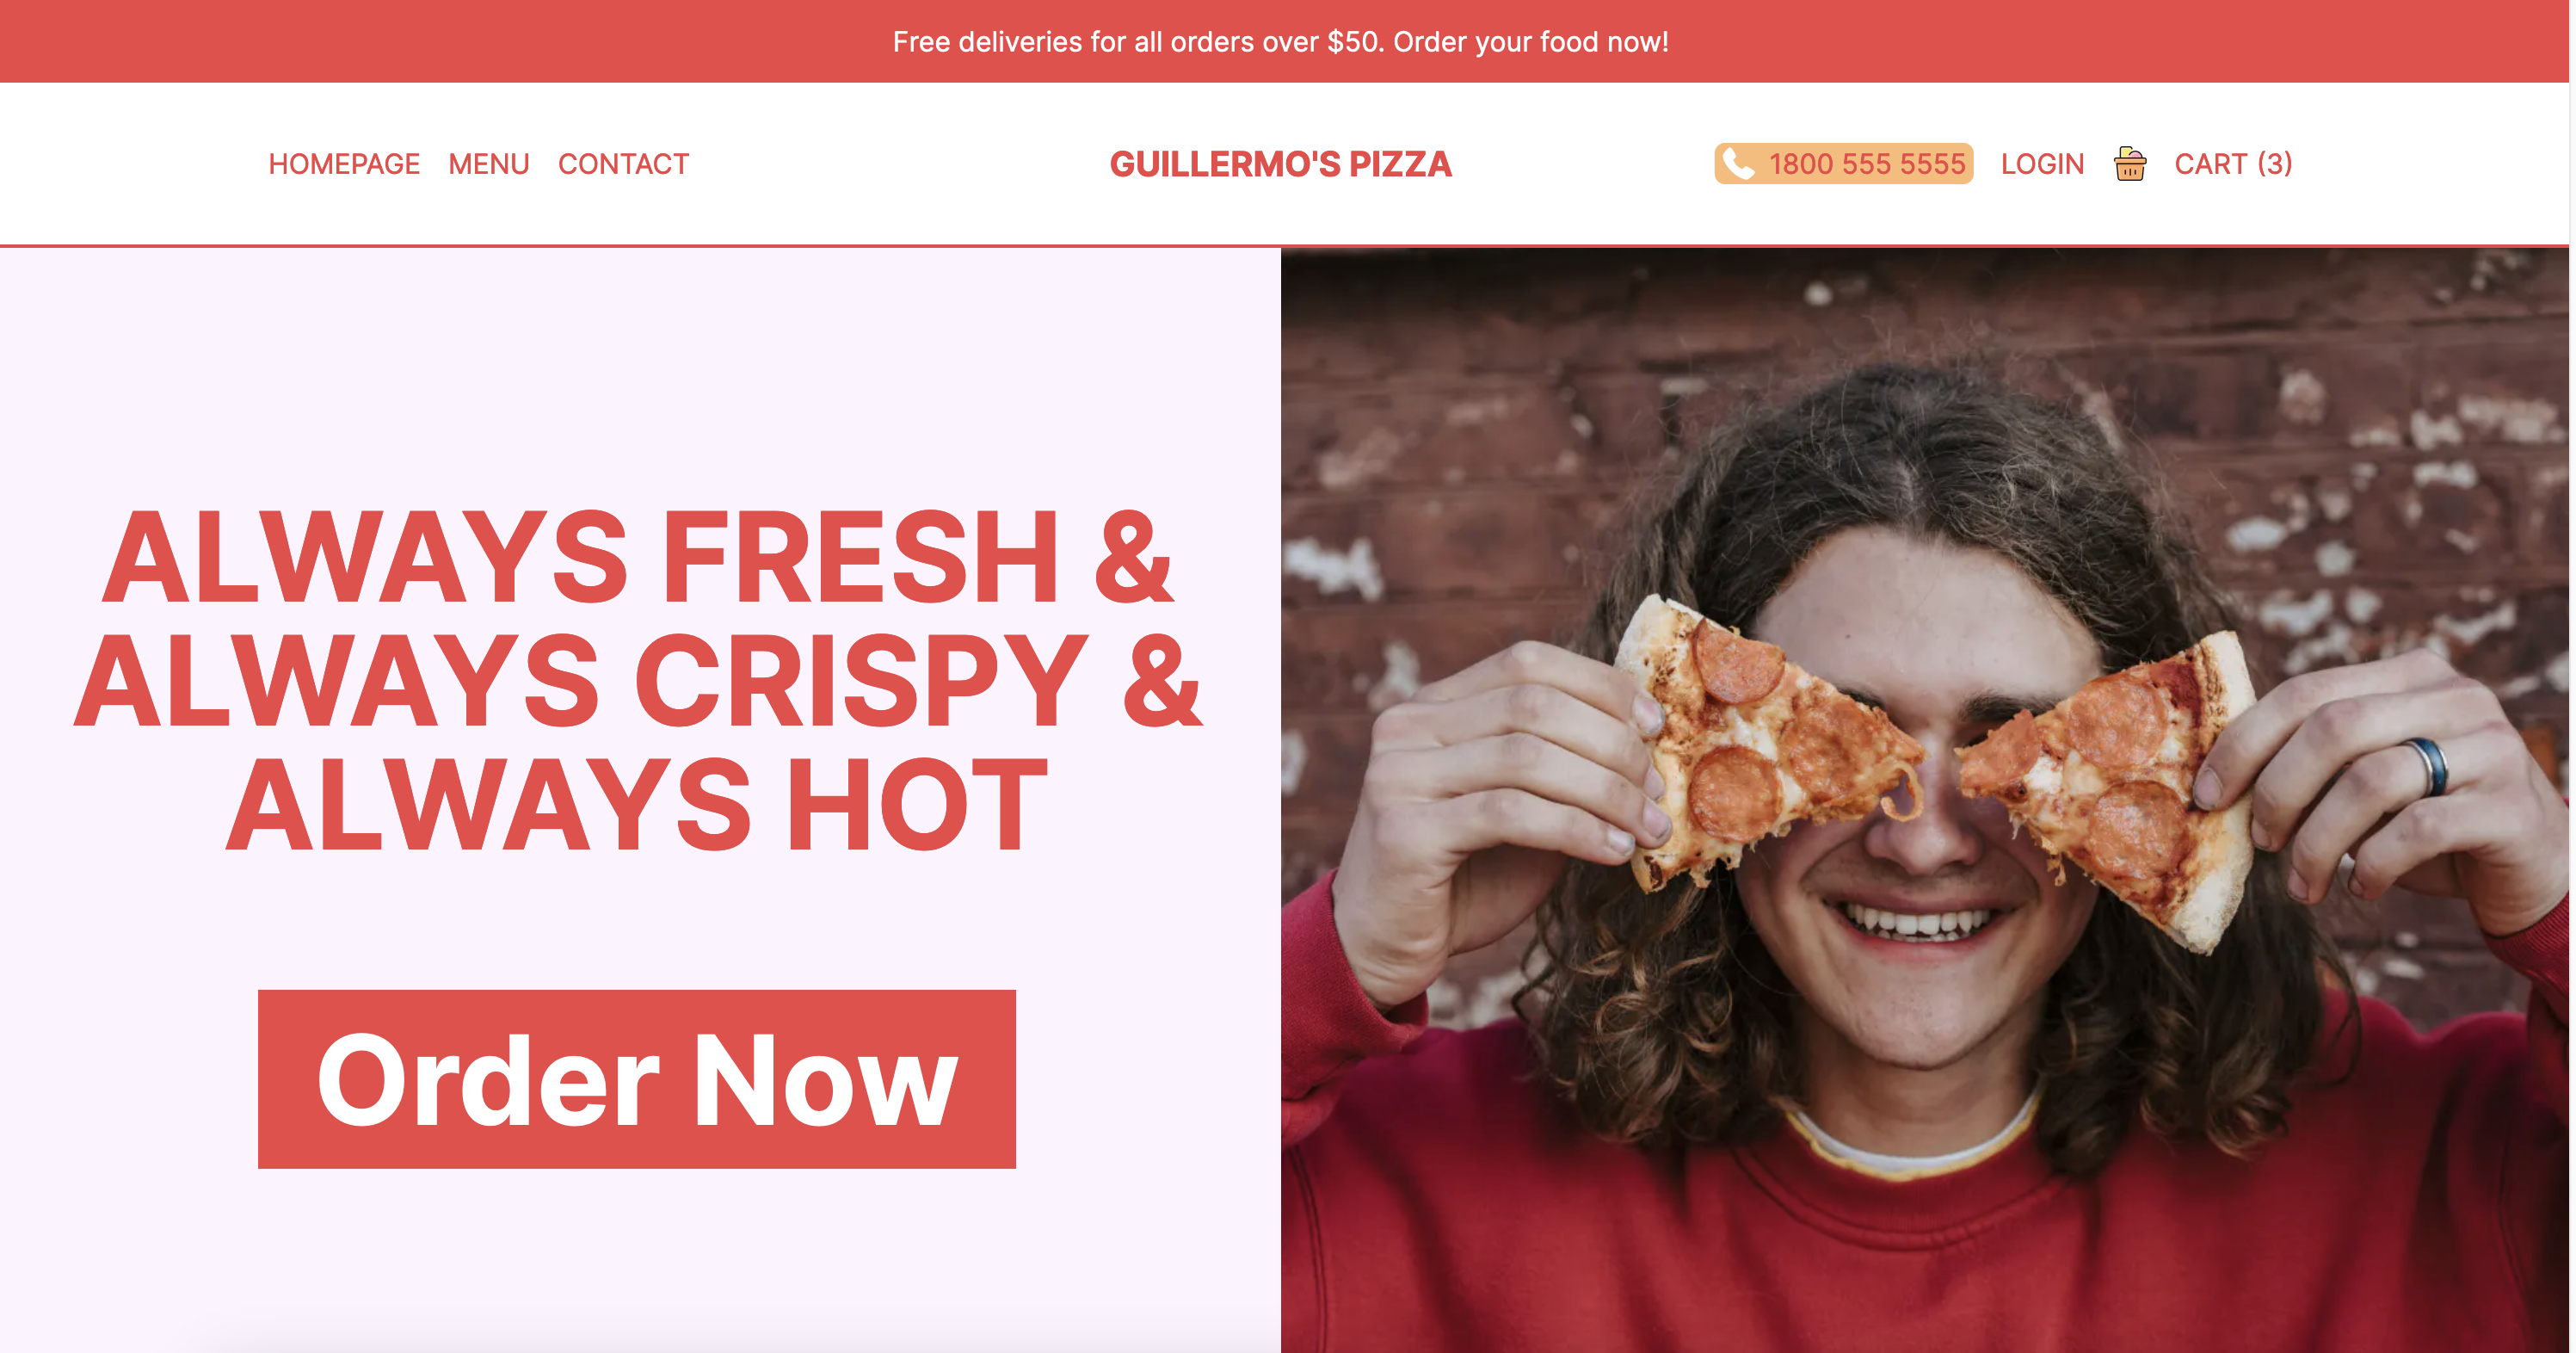 Free deliveries for all orders over $50. Order your food now!
HOMEPAGE MENU CONTACT
GUILLERMO'S PIZZA
1800 555 5555 LOGIN CART (3)
ALWAYS FRESH &
ALWAYS CRISPY &
ALWAYS HOT
Order Now